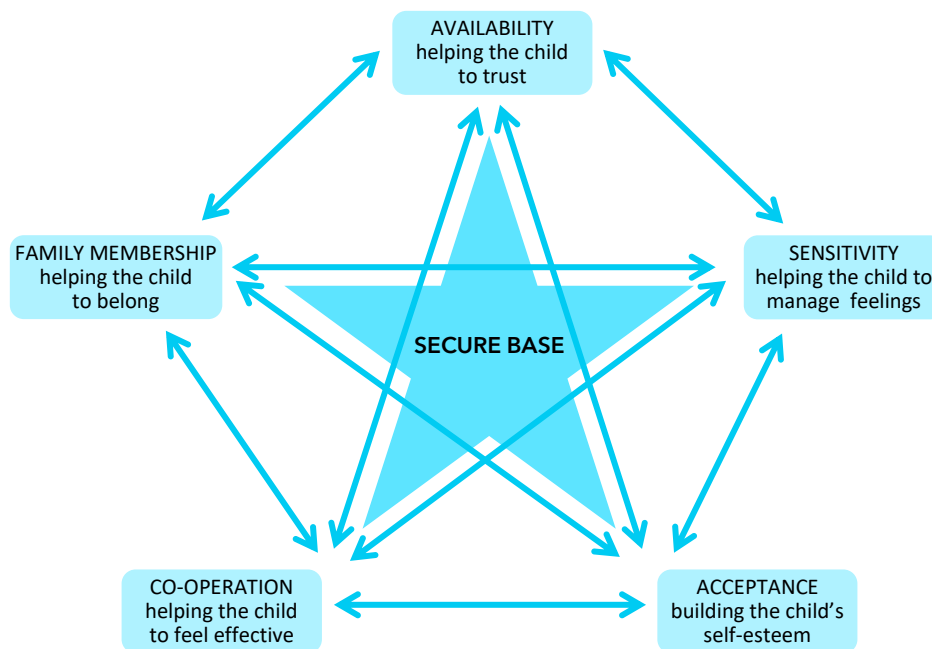 AVAILABILITY
helping the child
to trust
FAMILY MEMBERSHIP
helping the child
to belong
SENSITIVITY
helping the child to
manage feelings
SECURE BASE
CO-OPERATION
helping the child
to feel effective
ACCEPTANCE
building the child’s
self-esteem